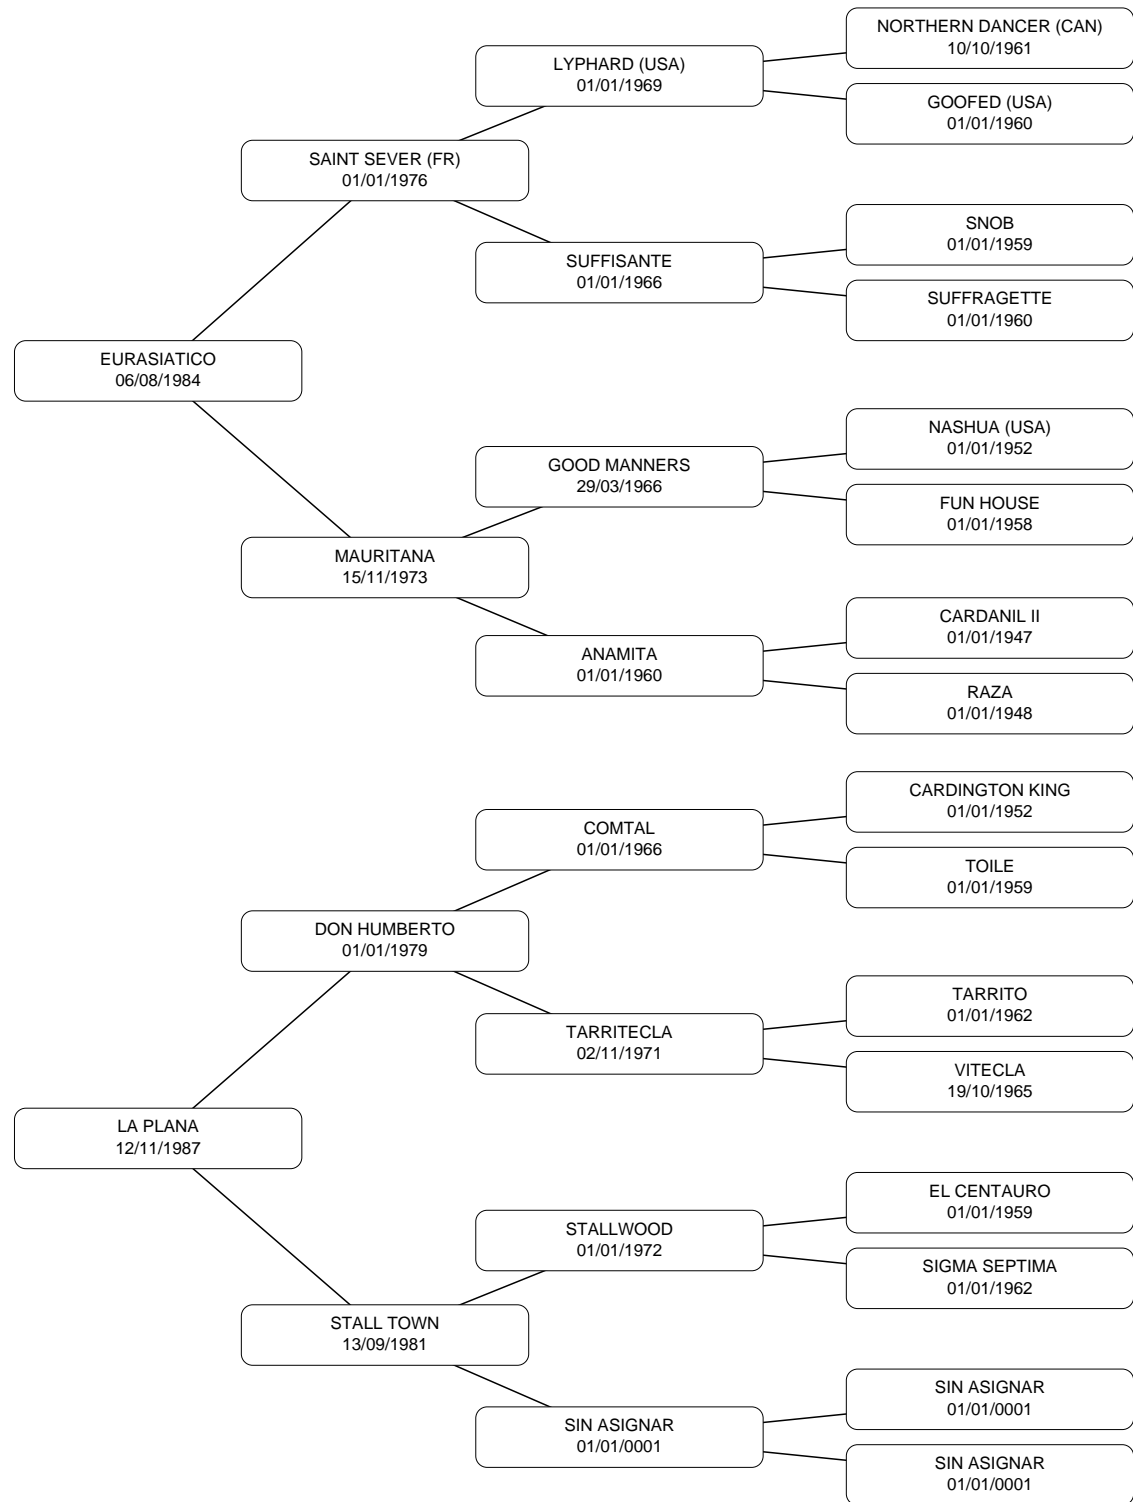 NORTHERN DANCER (CAN)
10/10/1961
LYPHARD (USA)
01/01/1969
GOOFED (USA)
01/01/1960
SAINT SEVER (FR)
01/01/1976
SNOB
01/01/1959
SUFFISANTE
01/01/1966
SUFFRAGETTE
01/01/1960
EURASIATICO
06/08/1984
NASHUA (USA)
01/01/1952
GOOD MANNERS
29/03/1966
FUN HOUSE
01/01/1958
MAURITANA
15/11/1973
CARDANIL II
01/01/1947
ANAMITA
01/01/1960
RAZA
01/01/1948
CARDINGTON KING
01/01/1952
COMTAL
01/01/1966
TOILE
01/01/1959
DON HUMBERTO
01/01/1979
TARRITO
01/01/1962
TARRITECLA
02/11/1971
VITECLA
19/10/1965
LA PLANA
12/11/1987
EL CENTAURO
01/01/1959
STALLWOOD
01/01/1972
SIGMA SEPTIMA
01/01/1962
STALL TOWN
13/09/1981
SIN ASIGNAR
01/01/0001
SIN ASIGNAR
01/01/0001
SIN ASIGNAR
01/01/0001